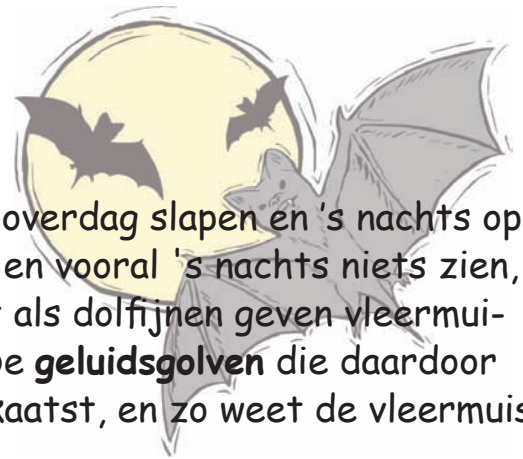 overdag slapen en 's nachts op
en vooral 's nachts niets zien,
als dolfijnen geven vleermui-
geluidsgolven die daardoor
kaatst, en zo weet de vleermuis